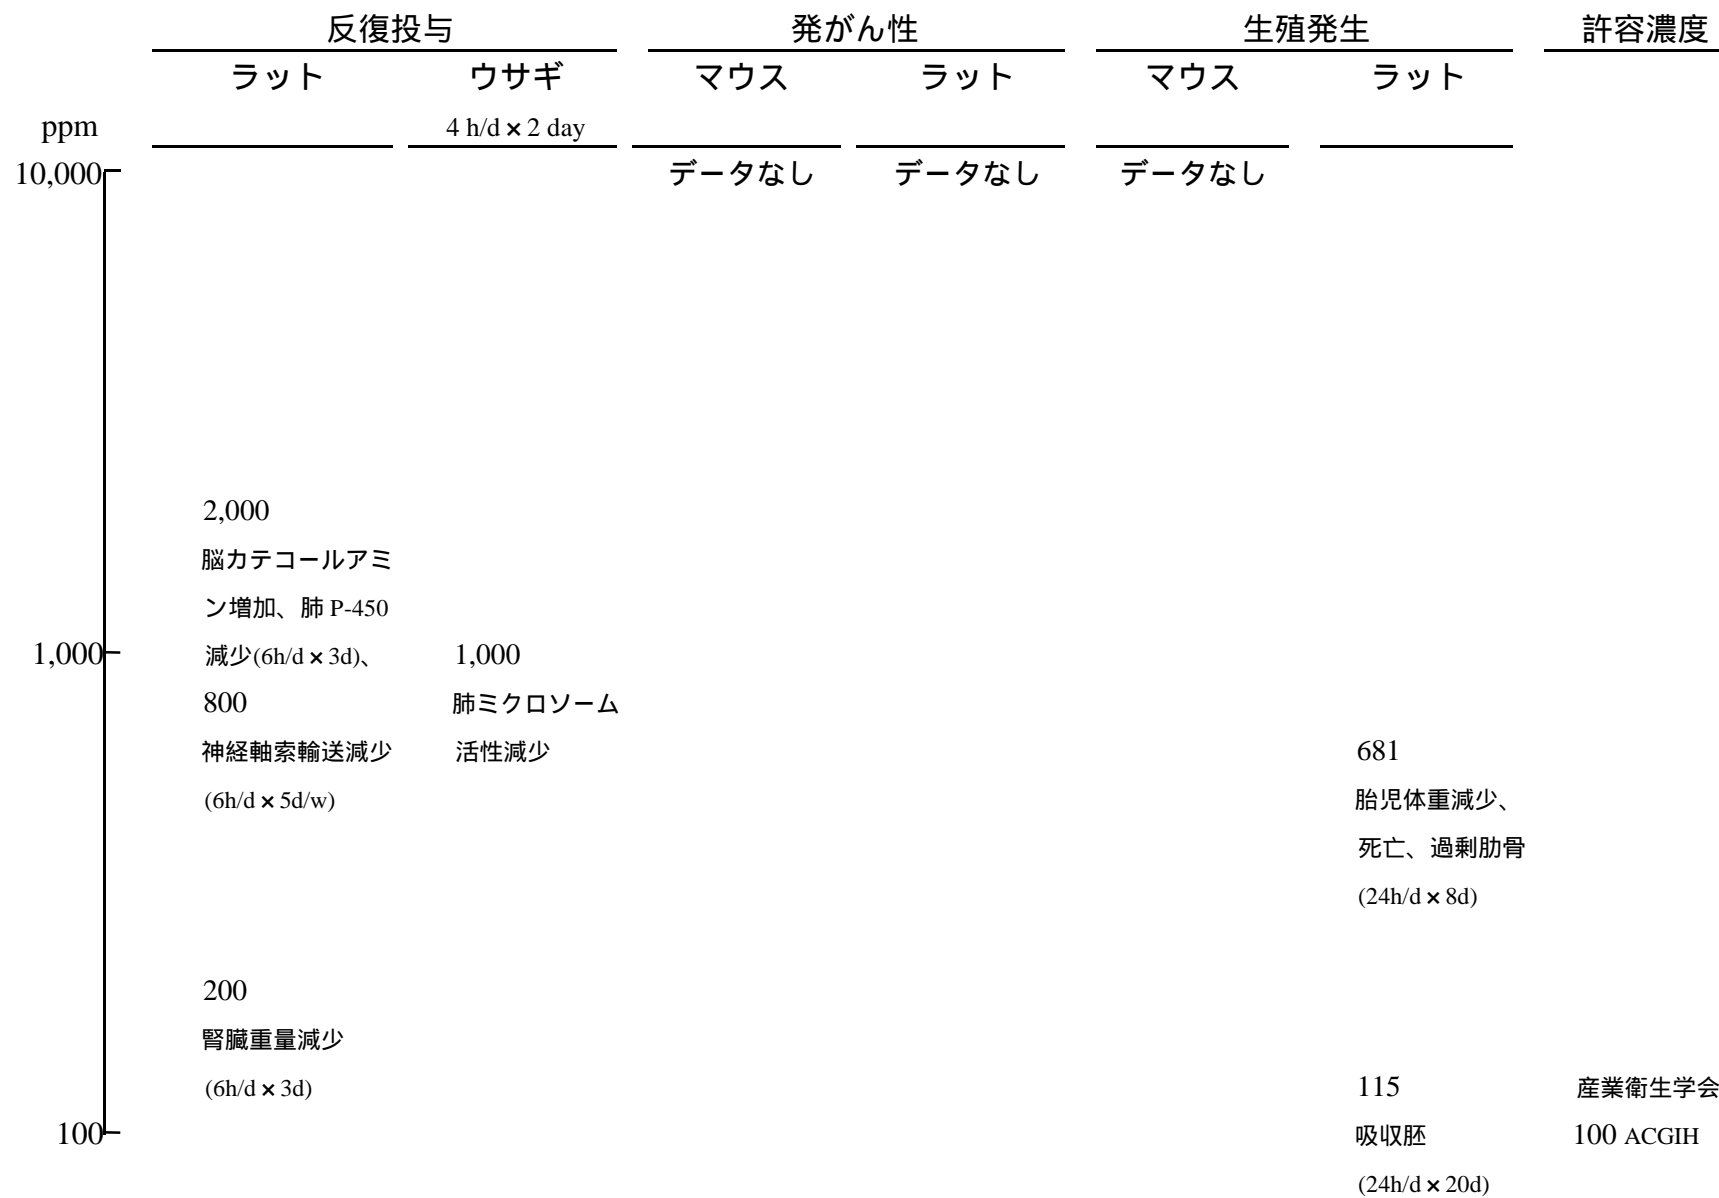 反復投与 発がん性 生殖発生 許容濃度
ラット ウサギ マウス ラット マウス ラット
ppm 4 h/d × 2 day
10,000 データなし データなし データなし
2,000
脳カテコールアミ
ン増加、肺 P-450
1,000 減少(6h/d × 3d)、 1,000
800 肺ミクロソーム
神経軸索輸送減少 活性減少 681
(6h/d × 5d/w) 胎児体重減少、
死亡、過剰肋骨
(24h/d × 8d)
200
腎臓重量減少
(6h/d × 3d) 115 産業衛生学会
100 吸収胚 100 ACGIH
(24h/d × 20d)